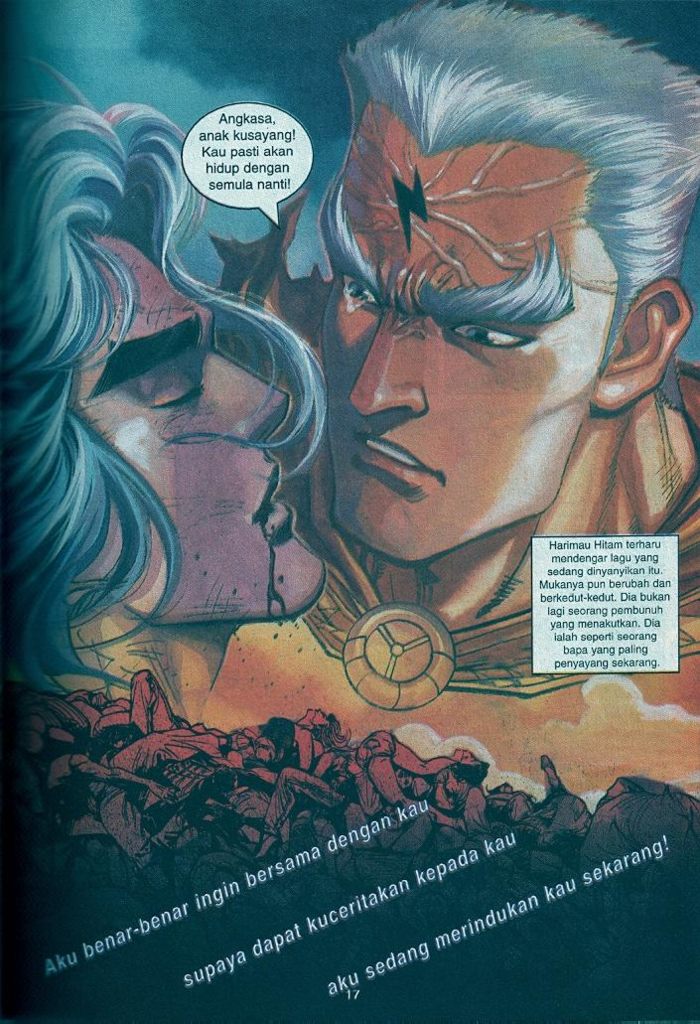 Angkasa,
anak kusayang!
Kau pasti akan
hidup dengan
semula nanti!
Harimau Hitam terharu
mendengar lagu yang
sedang dinyanyikan itu.
Mukanya pun berubah dan
berkedut-kedut. Dia bukan
lagi seorang pembunuh
yang menakutkan. Dia
ialah seperti seorang
bapa yang paling
penyayang sekarang.
Aku benar-benar ingin bersama dengan kau
supaya dapat kuceritakan kepada kau
aku sedang merindukan kau sekarang!
17